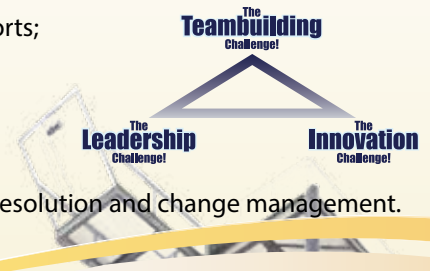 orts;
The
Teambuilding
Challenge!
The
Leadership
Challenge!
The
Innovation
Challenge!
esolution and change management.